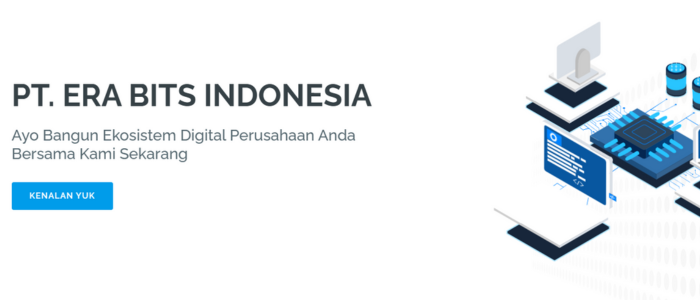 PT. ERA BITS INDONESIA
Ayo Bangun Ekosistem Digital Perusahaan Anda
Bersama Kami Sekarang
KENALAN YUK